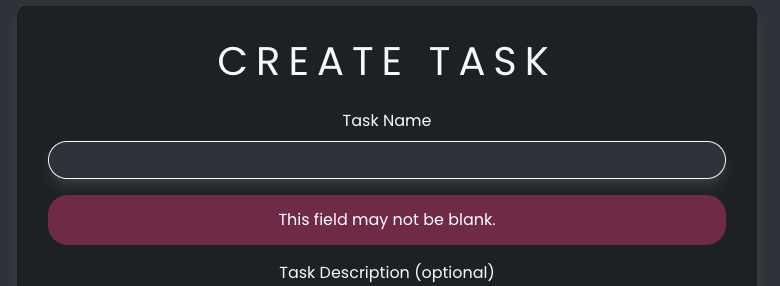 CREATE TASK
Task Name
This field may not be blank.
Task Description (optional)